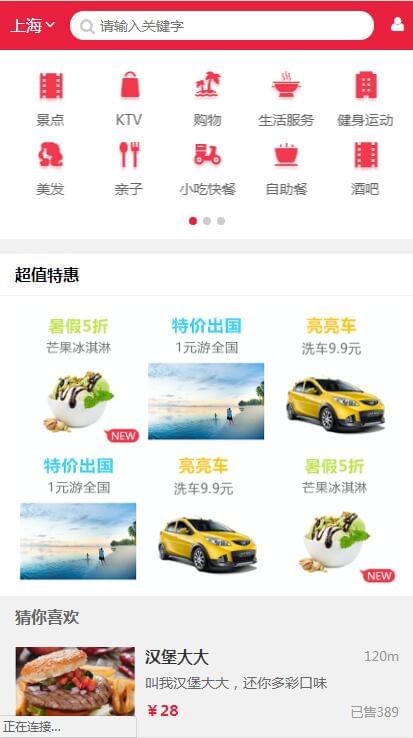 上海
请输入关键字
景点 KTV 购物 生活服务 健身运动
美发 亲子 小吃快餐 自助餐 酒吧
超值特惠
暑假5折 特价出国 亮亮车
芒果冰淇淋 1元游全国 洗车9.9元
NEW
特价出国 亮亮车 暑假5折
1元游全国 洗车9.9元 芒果冰淇淋
NEW
猜你喜欢
汉堡大大 120m
叫我汉堡大大，还你多彩口味
￥28 已售389
正在连接...